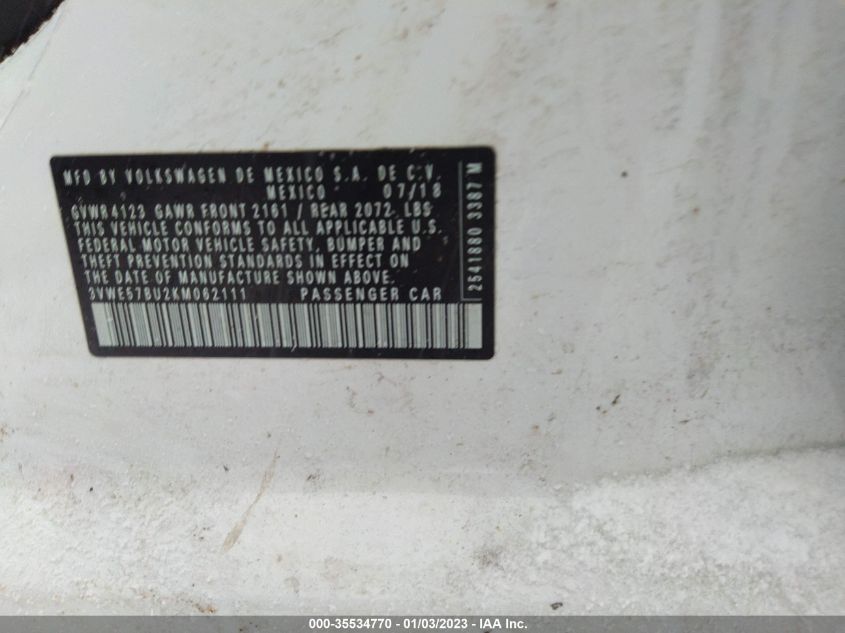 MFD BY VOLKSWAGEN DE MEXICO S.A. DE C.V.
MEXICO 07/18
GVWR 4123 GAWR FRONT 2161 / REAR 2072 LBS
THIS VEHICLE CONFORMS TO ALL APPLICABLE U.S.
FEDERAL MOTOR VEHICLE SAFETY, BUMPER AND
THEFT PREVENTION STANDARDS IN EFFECT ON
THE DATE OF MANUFACTURE SHOWN ABOVE.
3VWE57BU2KM062111 PASSENGER CAR
2541880 3387 M
000-35534770 — 01/03/2023 — IAA Inc.